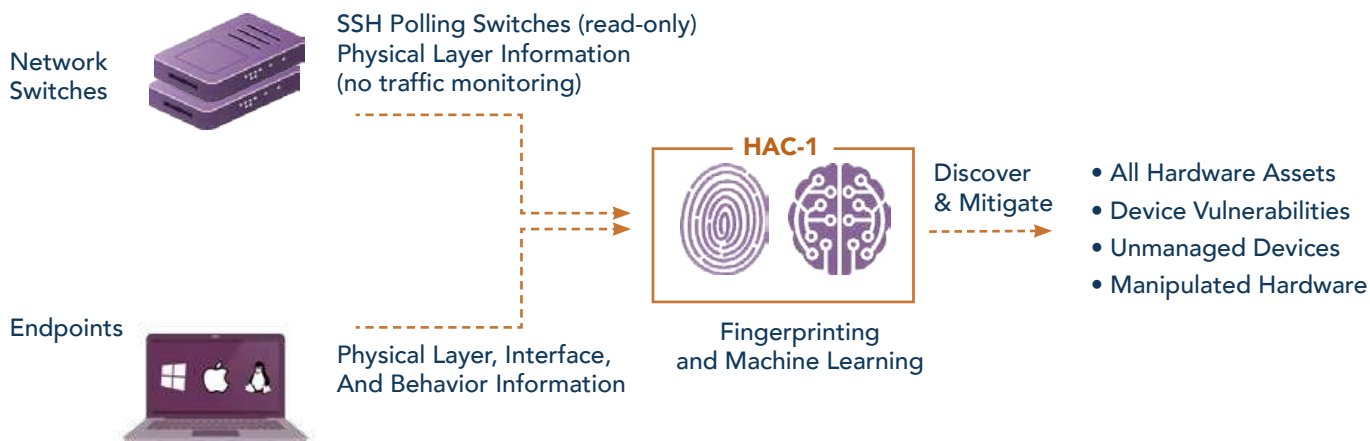 Network
Switches
SSH Polling Switches (read-only)
Physical Layer Information
(no traffic monitoring)
HAC-1
Discover
& Mitigate
• All Hardware Assets
• Device Vulnerabilities
• Unmanaged Devices
• Manipulated Hardware
Fingerprinting
and Machine Learning
Endpoints
Physical Layer, Interface,
And Behavior Information